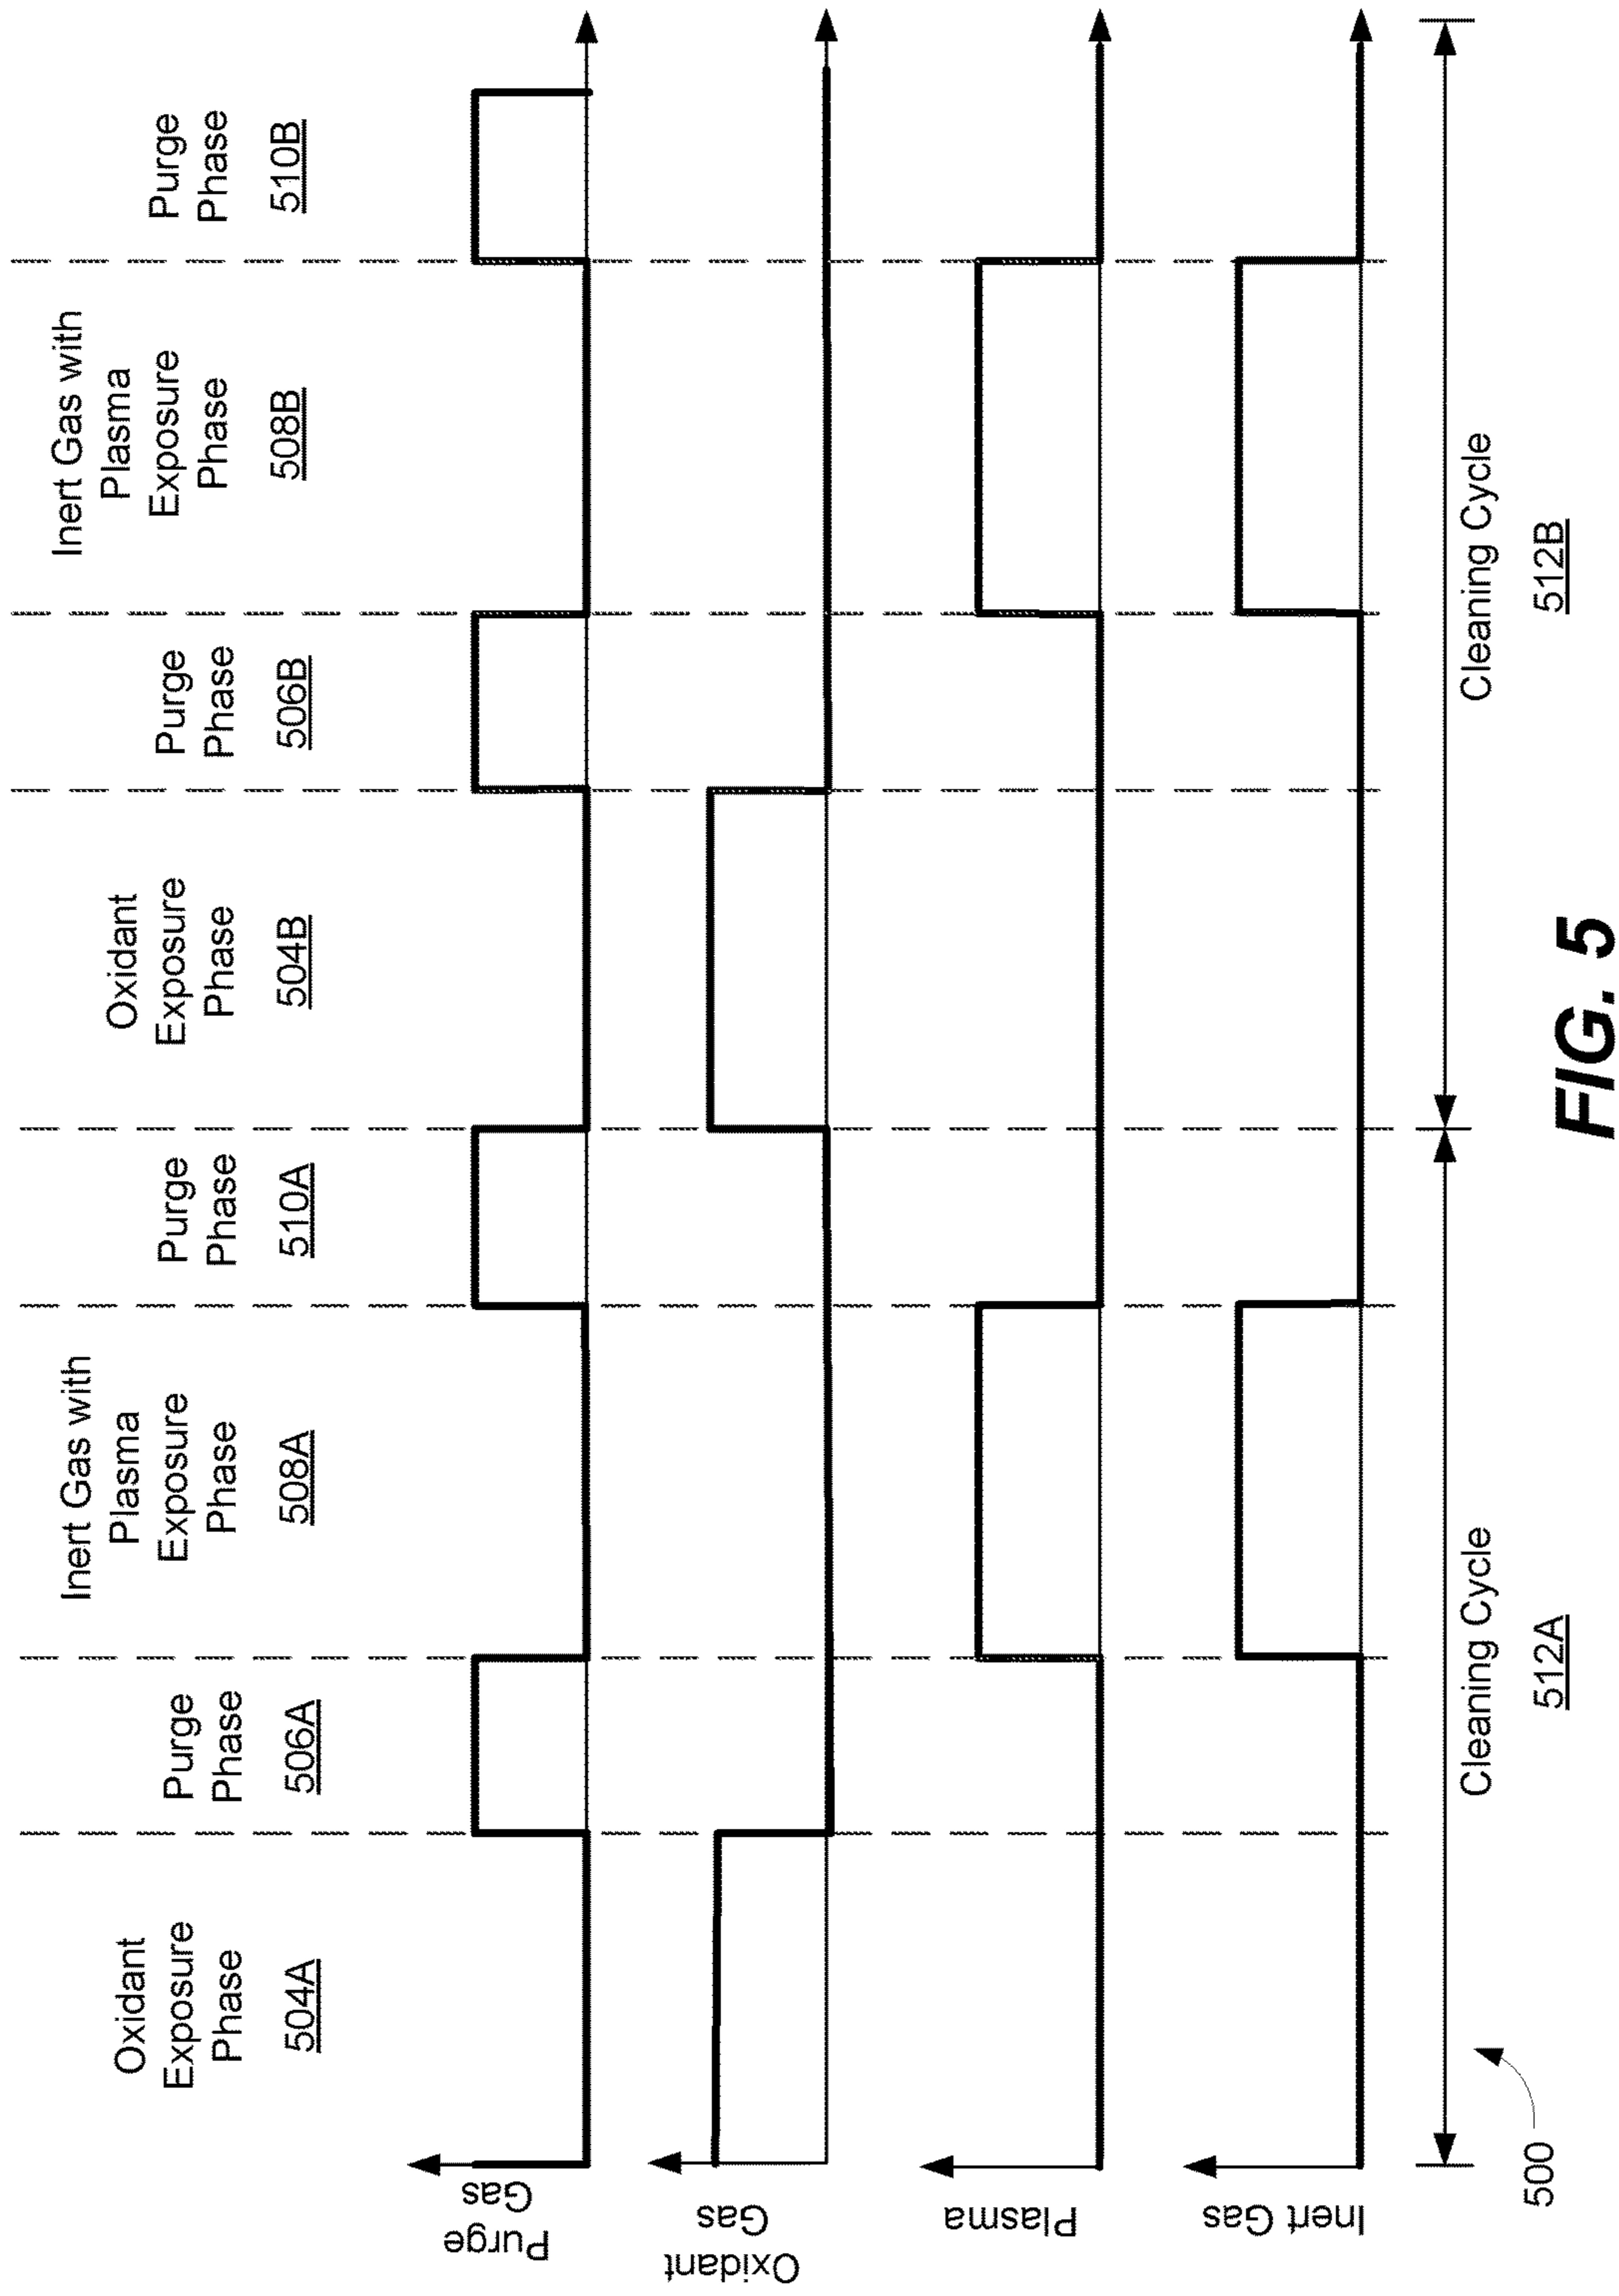 Oxidant
Exposure
Phase
504A
Purge
Phase
506A
Inert Gas with
Plasma
Exposure
Phase
508A
Purge
Phase
510A
Oxidant
Exposure
Phase
504B
Purge
Phase
506B
Inert Gas with
Plasma
Exposure
Phase
508B
Purge
Phase
510B
Purge
Gas
Oxidant
Gas
Plasma
Inert Gas
Cleaning Cycle
512A
Cleaning Cycle
512B
500
FIG. 5